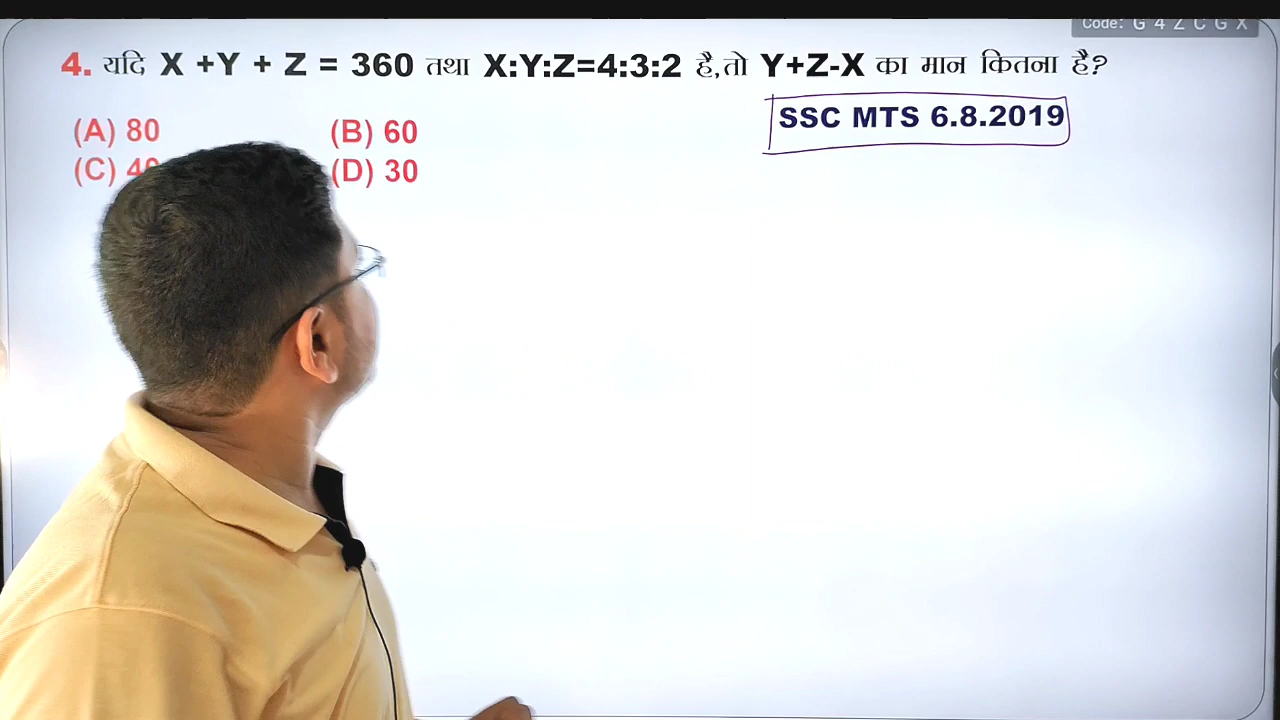 Code: G 4 Z C G X
4. यदि X +Y + Z = 360 तथा X:Y:Z=4:3:2 है,तो Y+Z-X का मान कितना है?
SSC MTS 6.8.2019
(A) 80 (B) 60
(C) (D) 30